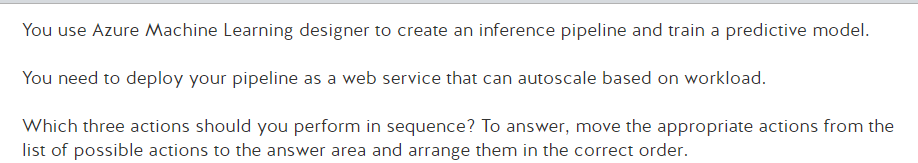 You use Azure Machine Learning designer to create an inference pipeline and train a predictive model.
You need to deploy your pipeline as a web service that can autoscale based on workload.
Which three actions should you perform in sequence? To answer, move the appropriate actions from the
list of possible actions to the answer area and arrange them in the correct order.